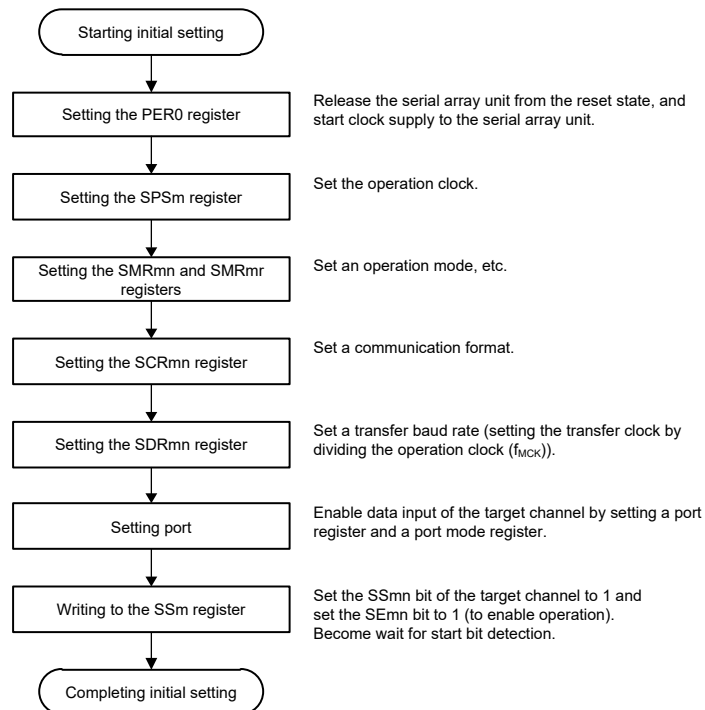 Starting initial setting
Setting the PER0 register
Release the serial array unit from the reset state, and
start clock supply to the serial array unit.
Setting the SPSm register
Set the operation clock.
Setting the SMRmn and SMRmr
registers
Set an operation mode, etc.
Setting the SCRmn register
Set a communication format.
Setting the SDRmn register
Set a transfer baud rate (setting the transfer clock by
dividing the operation clock (fMCK)).
Setting port
Enable data input of the target channel by setting a port
register and a port mode register.
Writing to the SSm register
Set the SSmn bit of the target channel to 1 and
set the SEmn bit to 1 (to enable operation).
Become wait for start bit detection.
Completing initial setting